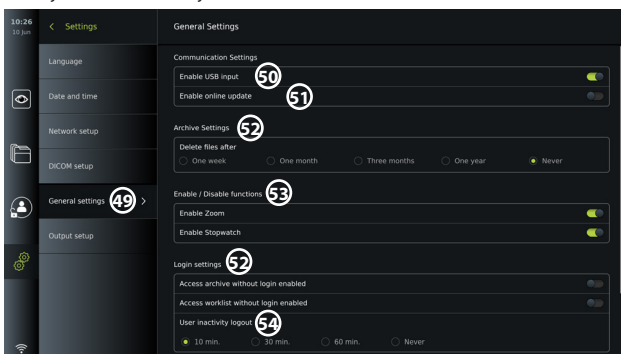 10:26
10 Jun
Settings
General Settings
Language
Date and time
Network setup
DICOM setup
General settings 49
Output setup
Communication Settings
Enable USB input 50
Enable online update 51
Archive Settings 52
Delete files after
One week One month Three months One year Never
Enable / Disable functions 53
Enable Zoom
Enable Stopwatch
Login settings 52
Access archive without login enabled
Access worklist without login enabled
User inactivity logout 54
10 min. 30 min. 60 min. Never